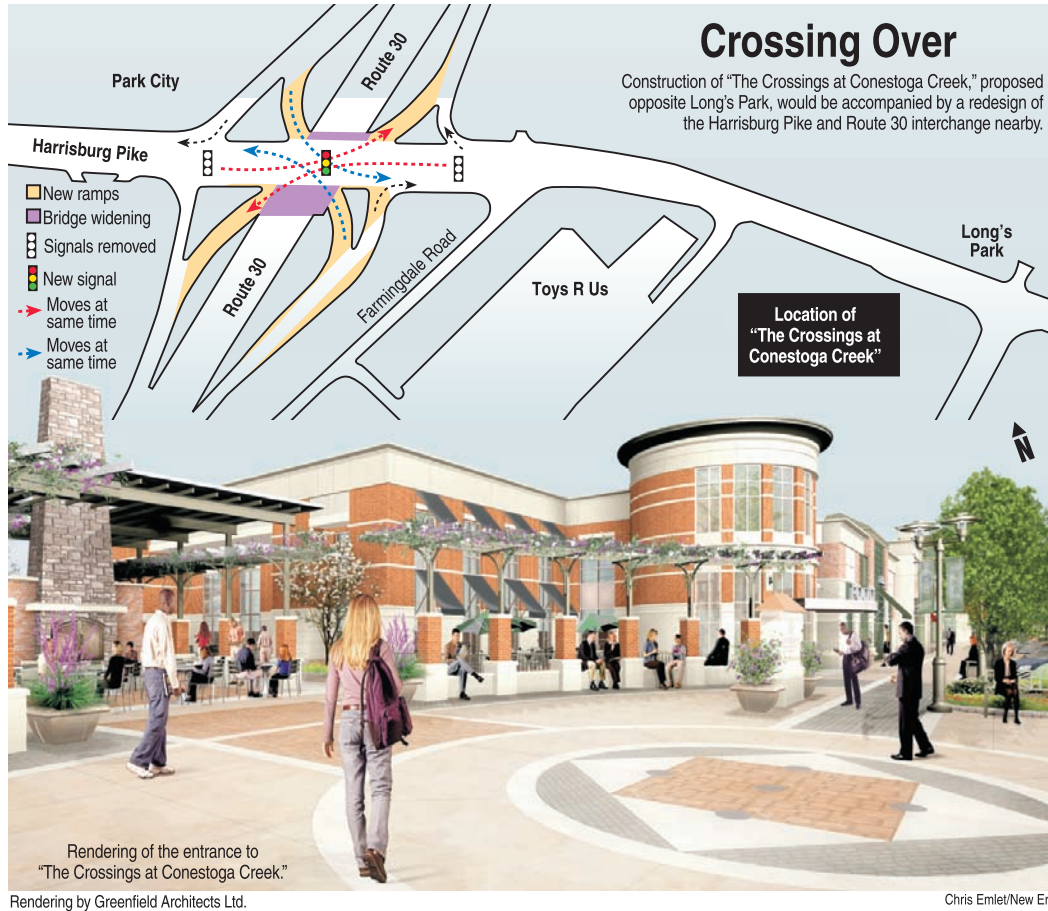 Crossing Over
Construction of “The Crossings at Conestoga Creek,” proposed
opposite Long’s Park, would be accompanied by a redesign of
the Harrisburg Pike and Route 30 interchange nearby.
Park City
Route 30
Harrisburg Pike
New ramps
Bridge widening
Signals removed
New signal
Moves at
same time
Moves at
same time
Route 30
Farmingdale Road
Toys R Us
Long’s
Park
Location of
“The Crossings at
Conestoga Creek”
N
Rendering of the entrance to
“The Crossings at Conestoga Creek.”
Rendering by Greenfield Architects Ltd.
Chris Emlet/New Er